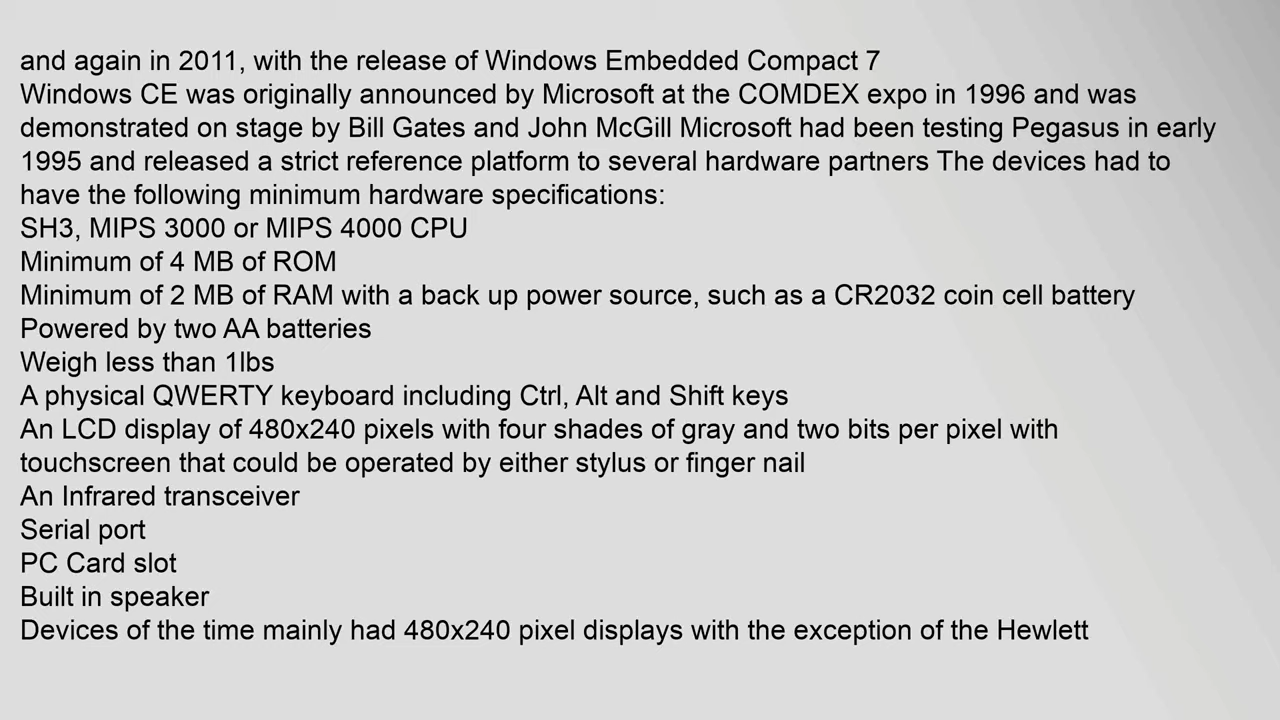 and again in 2011, with the release of Windows Embedded Compact 7
Windows CE was originally announced by Microsoft at the COMDEX expo in 1996 and was
demonstrated on stage by Bill Gates and John McGill Microsoft had been testing Pegasus in early
1995 and released a strict reference platform to several hardware partners The devices had to
have the following minimum hardware specifications:
SH3, MIPS 3000 or MIPS 4000 CPU
Minimum of 4 MB of ROM
Minimum of 2 MB of RAM with a back up power source, such as a CR2032 coin cell battery
Powered by two AA batteries
Weigh less than 1lbs
A physical QWERTY keyboard including Ctrl, Alt and Shift keys
An LCD display of 480x240 pixels with four shades of gray and two bits per pixel with
touchscreen that could be operated by either stylus or finger nail
An Infrared transceiver
Serial port
PC Card slot
Built in speaker
Devices of the time mainly had 480x240 pixel displays with the exception of the Hewlett